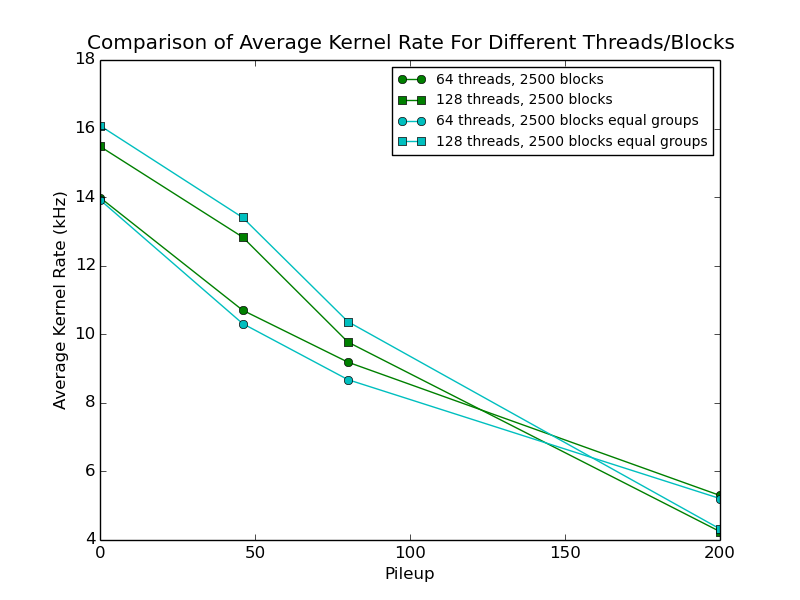 Comparison of Average Kernel Rate For Different Threads/Blocks
18
16
14
12
10
8
6
4
Average Kernel Rate (kHz)
64 threads, 2500 blocks
128 threads, 2500 blocks
64 threads, 2500 blocks equal groups
128 threads, 2500 blocks equal groups
0 50 100 150 200
Pileup